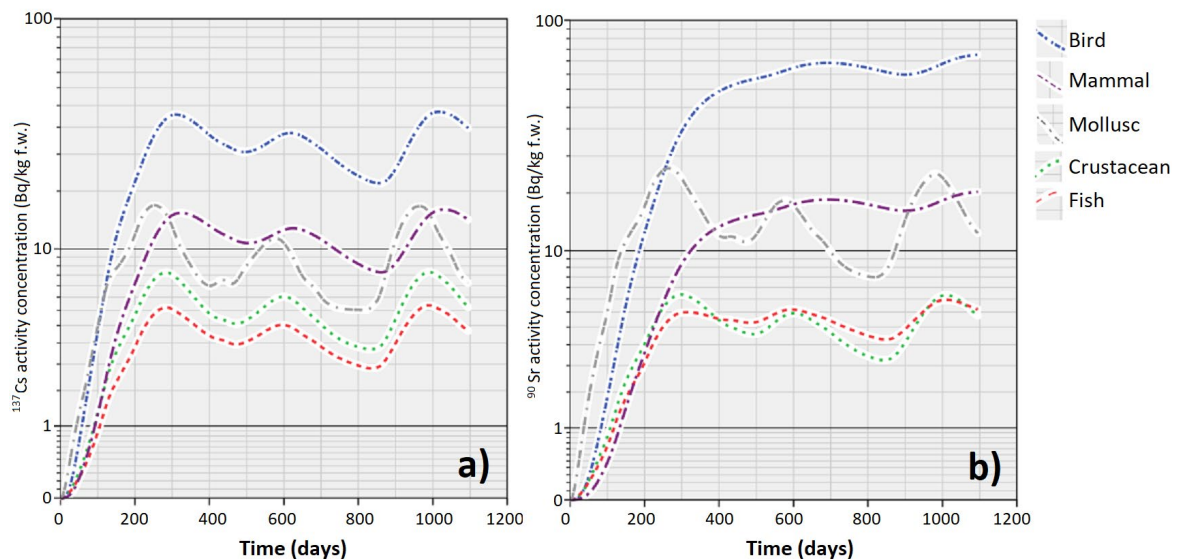 100
10
1
0
0
200
400
600
800
1000
1200
Time (days)
¹³⁷Cs activity concentration (Bq/kg f.w.)
a)
100
10
1
0
0
200
400
600
800
1000
1200
Time (days)
⁹⁰Sr activity concentration (Bq/kg f.w.)
b)
Bird
Mammal
Mollusc
Crustacean
Fish